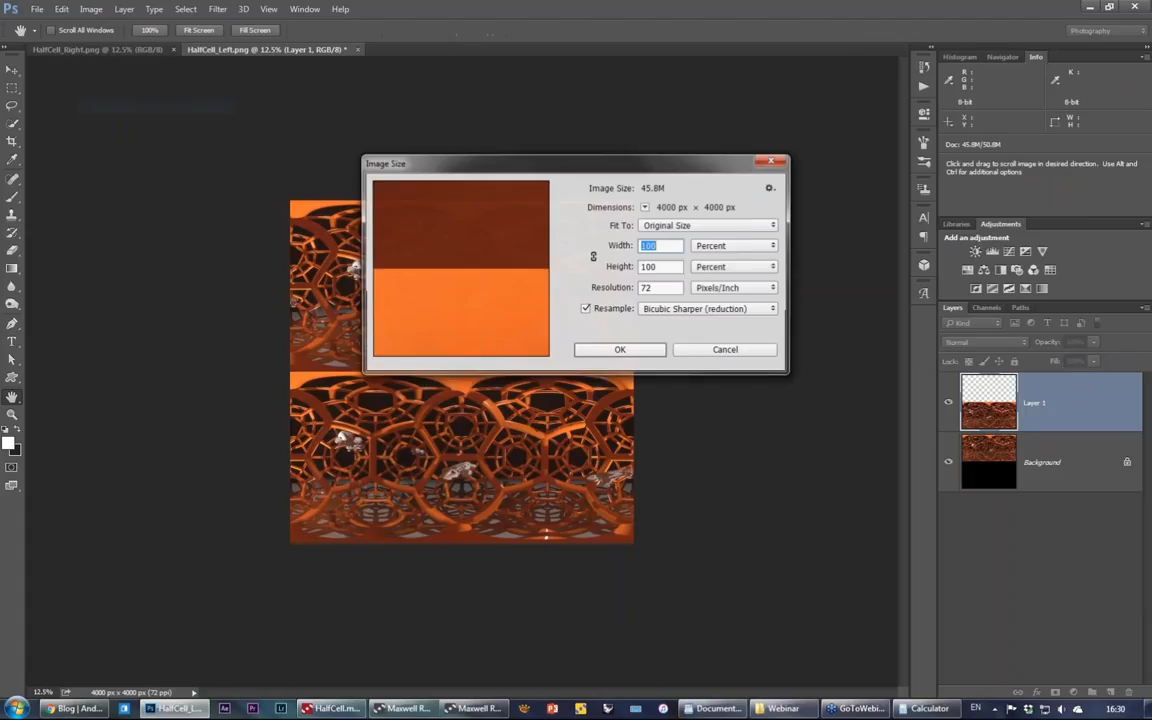 Ps File Edit Image Layer Type Select Filter 3D View Window Help
Scroll All Windows 100% Fit Screen Fill Screen Photography
HalfCell_Right.png @ 12.5% (RGB/8) × HalfCell_Left.png @ 12.5% (Layer 1, RGB/8) * ×
Histogram Navigator Info
R :
G :
B :
K :
8-bit 8-bit
X :
Y :
W :
H :
Doc: 45.8M/50.8M
Click and drag to scroll image in desired direction. Use Alt and
Ctrl for additional options
Image Size
Image Size: 45.8M
Dimensions: 4000 px × 4000 px
Fit To: Original Size
Width: 100 Percent
Height: 100 Percent
Resolution: 72 Pixels/Inch
Resample: Bicubic Sharper (reduction)
OK Cancel
Libraries Adjustments
Add an adjustment
Layers Channels Paths
Kind
Normal Opacity: 100%
Lock: Fill:
Layer 1
Background
12.5% 4000 px x 4000 px (72 ppi)
Blog | And... HalfCell_L... Ae Pr HalfCell.m... Maxwell R... Maxwell R... Document... Webinar GoToWebi... Calculator EN 16:30